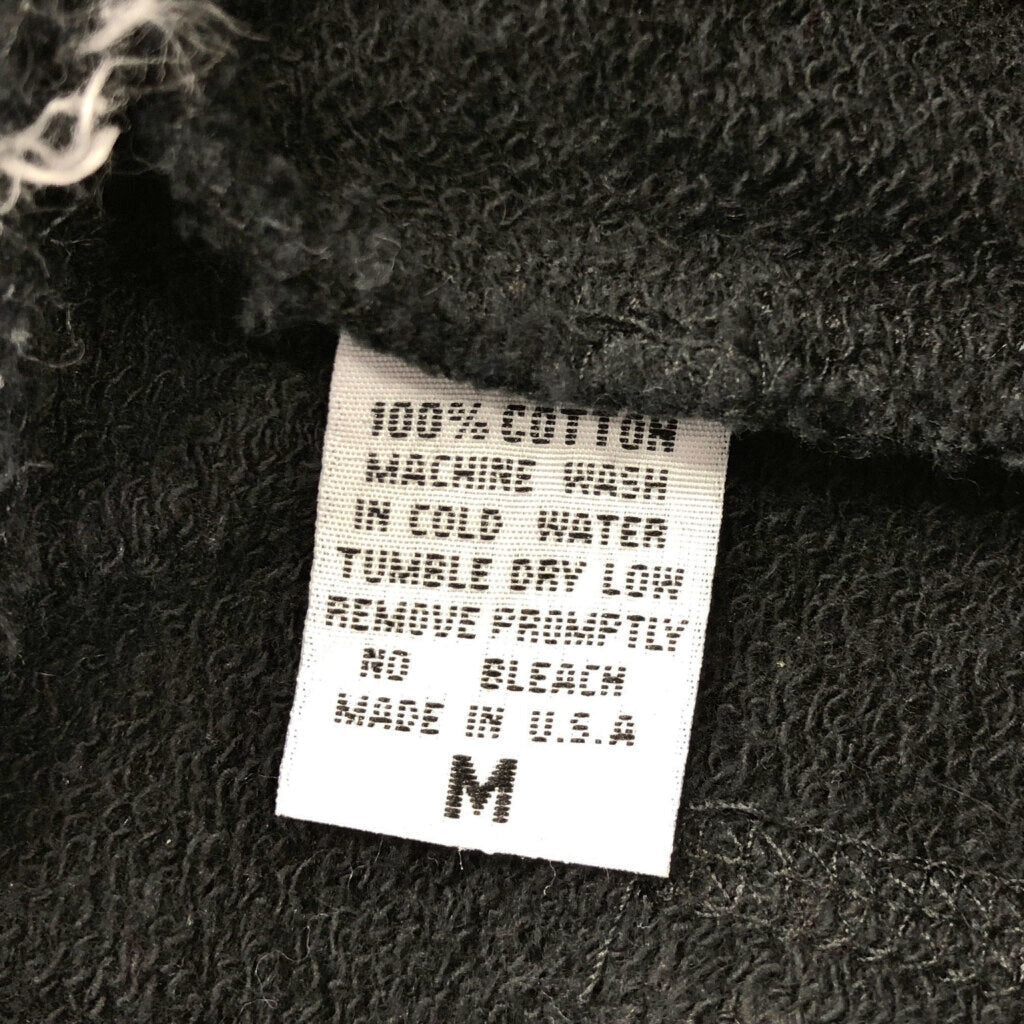 100% COTTON
MACHINE WASH
IN COLD WATER
TUMBLE DRY LOW
REMOVE PROMPTLY
NO BLEACH
MADE IN U.S.A
M